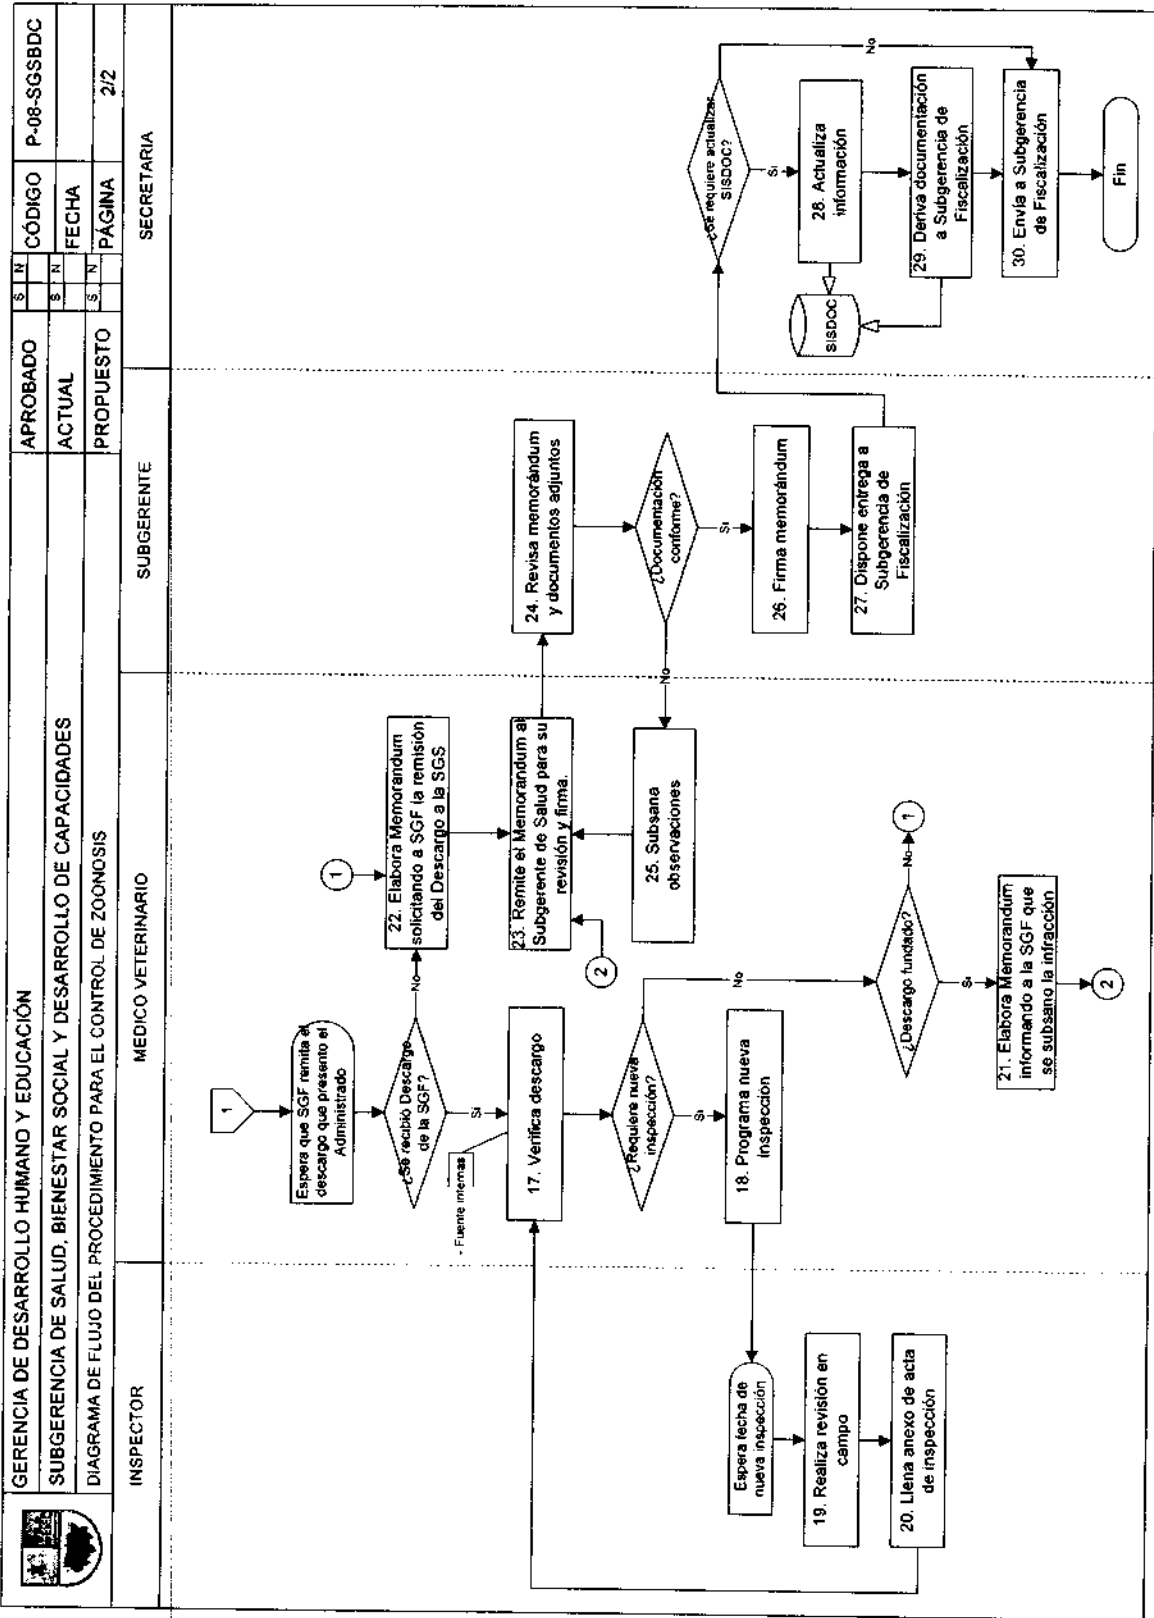 GERENCIA DE DESARROLLO HUMANO Y EDUCACIÓN
SUBGERENCIA DE SALUD, BIENESTAR SOCIAL Y DESARROLLO DE CAPACIDADES
DIAGRAMA DE FLUJO DEL PROCEDIMIENTO PARA EL CONTROL DE ZOONOSIS
APROBADO
S N
CÓDIGO
P-08-SGSBDC
ACTUAL
S N
FECHA
PROPUESTO
S N
PÁGINA
2/2
INSPECTOR
MEDICO VETERINARIO
SUBGERENTE
SECRETARIA
1
Espera que SGF remita el
descargo que presento el
Administrado
¿Se recibió Descargo
de la SGF?
No
Si
- Fuente internas
17. Verifica descargo
¿Requiere nueva
inspección?
No
Si
18. Programa nueva
inspección
Espera fecha de
nueva inspección
19. Realiza revisión en
campo
20. Llena anexo de acta
de inspección
¿Descargo fundado?
No
1
Si
21. Elabora Memorandum
informando a la SGF que
se subsano la infracción
2
1
22. Elabora Memorandum
solicitando a SGF la remisión
del Descargo a la SGS
23. Remite el Memorandum al
Subgerente de Salud para su
revisión y firma.
2
25. Subsana
observaciones
24. Revisa memorándum
y documentos adjuntos
¿Documentación
conforme?
No
Si
26. Firma memorándum
27. Dispone entrega a
Subgerencia de
Fiscalización
¿Se requiere actualizar
SISDOC?
No
Si
28. Actualiza
información
SISDOC
29. Deriva documentación
a Subgerencia de
Fiscalización
30. Envía a Subgerencia
de Fiscalización
Fin